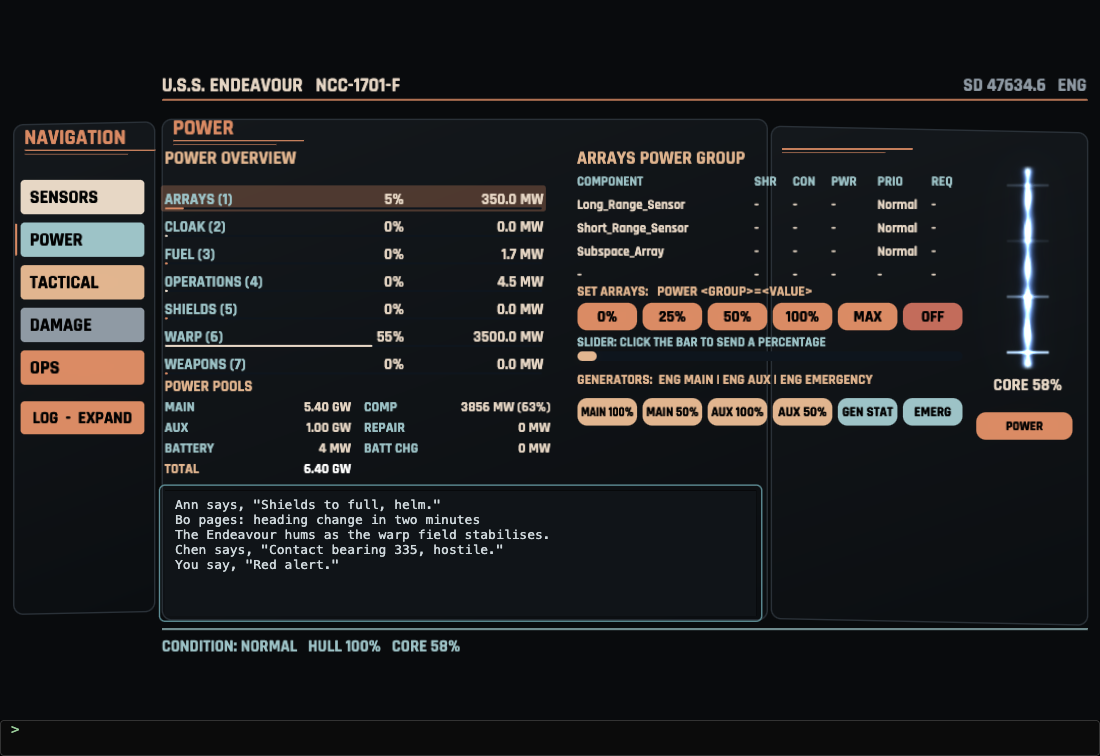 U.S.S. ENDEAVOUR NCC-1701-F
SD 47634.6 ENG
NAVIGATION
SENSORS
POWER
TACTICAL
DAMAGE
OPS
LOG - EXPAND
POWER
POWER OVERVIEW
ARRAYS (1) 5% 350.0 MW
CLOAK (2) 0% 0.0 MW
FUEL (3) 0% 1.7 MW
OPERATIONS (4) 0% 4.5 MW
SHIELDS (5) 0% 0.0 MW
WARP (6) 55% 3500.0 MW
WEAPONS (7) 0% 0.0 MW
POWER POOLS
MAIN 5.40 GW COMP 3856 MW (63%)
AUX 1.00 GW REPAIR 0 MW
BATTERY 4 MW BATT CHG 0 MW
TOTAL 6.40 GW
ARRAYS POWER GROUP
COMPONENT SHR CON PWR PRIO REQ
Long_Range_Sensor - - - Normal -
Short_Range_Sensor - - - Normal -
Subspace_Array - - - Normal -
- - - - - -
SET ARRAYS: POWER <GROUP>=<VALUE>
0% 25% 50% 100% MAX OFF
SLIDER: CLICK THE BAR TO SEND A PERCENTAGE
GENERATORS: ENG MAIN | ENG AUX | ENG EMERGENCY
MAIN 100% MAIN 50% AUX 100% AUX 50% GEN STAT EMERG
CORE 58%
POWER
Ann says, "Shields to full, helm."
Bo pages: heading change in two minutes
The Endeavour hums as the warp field stabilises.
Chen says, "Contact bearing 335, hostile."
You say, "Red alert."
CONDITION: NORMAL HULL 100% CORE 58%
>